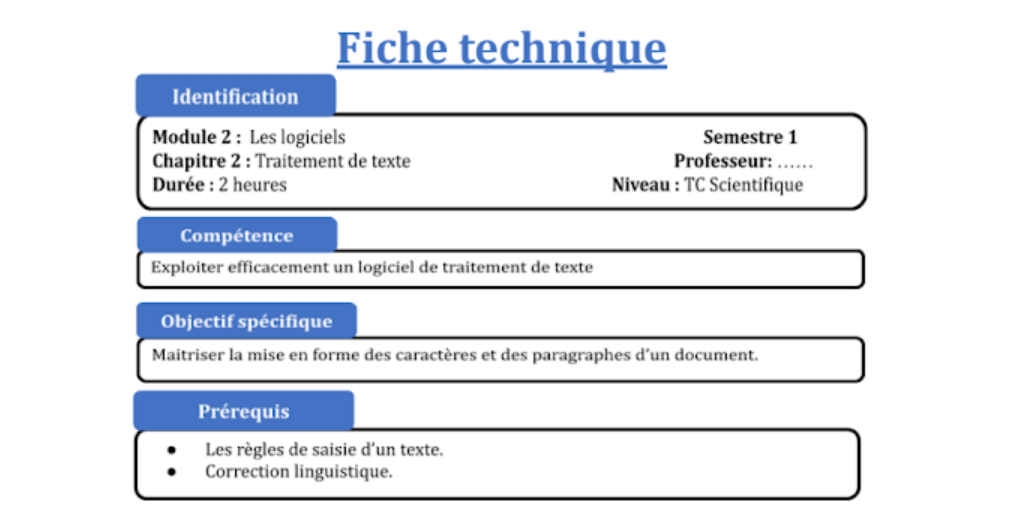 Fiche technique
Identification
Module 2 : Les logiciels
Semestre 1
Chapitre 2 : Traitement de texte
Professeur: ......
Durée : 2 heures
Niveau : TC Scientifique
Compétence
Exploiter efficacement un logiciel de traitement de texte
Objectif spécifique
Maitriser la mise en forme des caractères et des paragraphes d'un document.
Prérequis
• Les règles de saisie d'un texte.
• Correction linguistique.